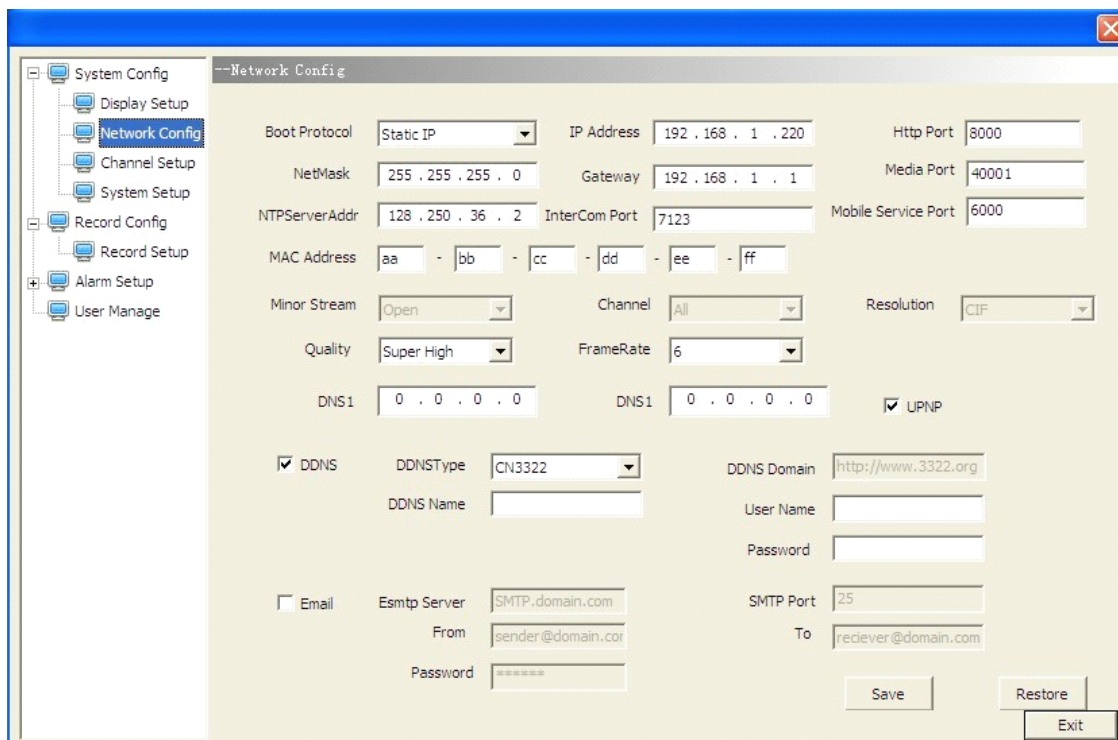 --Network Config
System Config
Display Setup
Network Config
Channel Setup
System Setup
Record Config
Record Setup
Alarm Setup
User Manage
Boot Protocol Static IP IP Address 192 . 168 . 1 . 220 Http Port 8000
NetMask 255 . 255 . 255 . 0 Gateway 192 . 168 . 1 . 1 Media Port 40001
NTPServerAddr 128 . 250 . 36 . 2 InterCom Port 7123 Mobile Service Port 6000
MAC Address aa - bb - cc - dd - ee - ff
Minor Stream Open Channel All Resolution CIF
Quality Super High FrameRate 6
DNS1 0 . 0 . 0 . 0 DNS1 0 . 0 . 0 . 0 UPNP
DDNS DDNSType CN3322 DDNS Domain http://www.3322.org
DDNS Name User Name
Password
Email Esmtp Server SMTP.domain.com SMTP Port 25
From sender@domain.cor To reciever@domain.com
Password ******
Save Restore
Exit